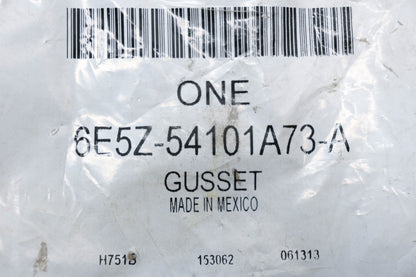 ONE
6E5Z-54101A73-A
GUSSET
MADE IN MEXICO
H751B 153062 061313